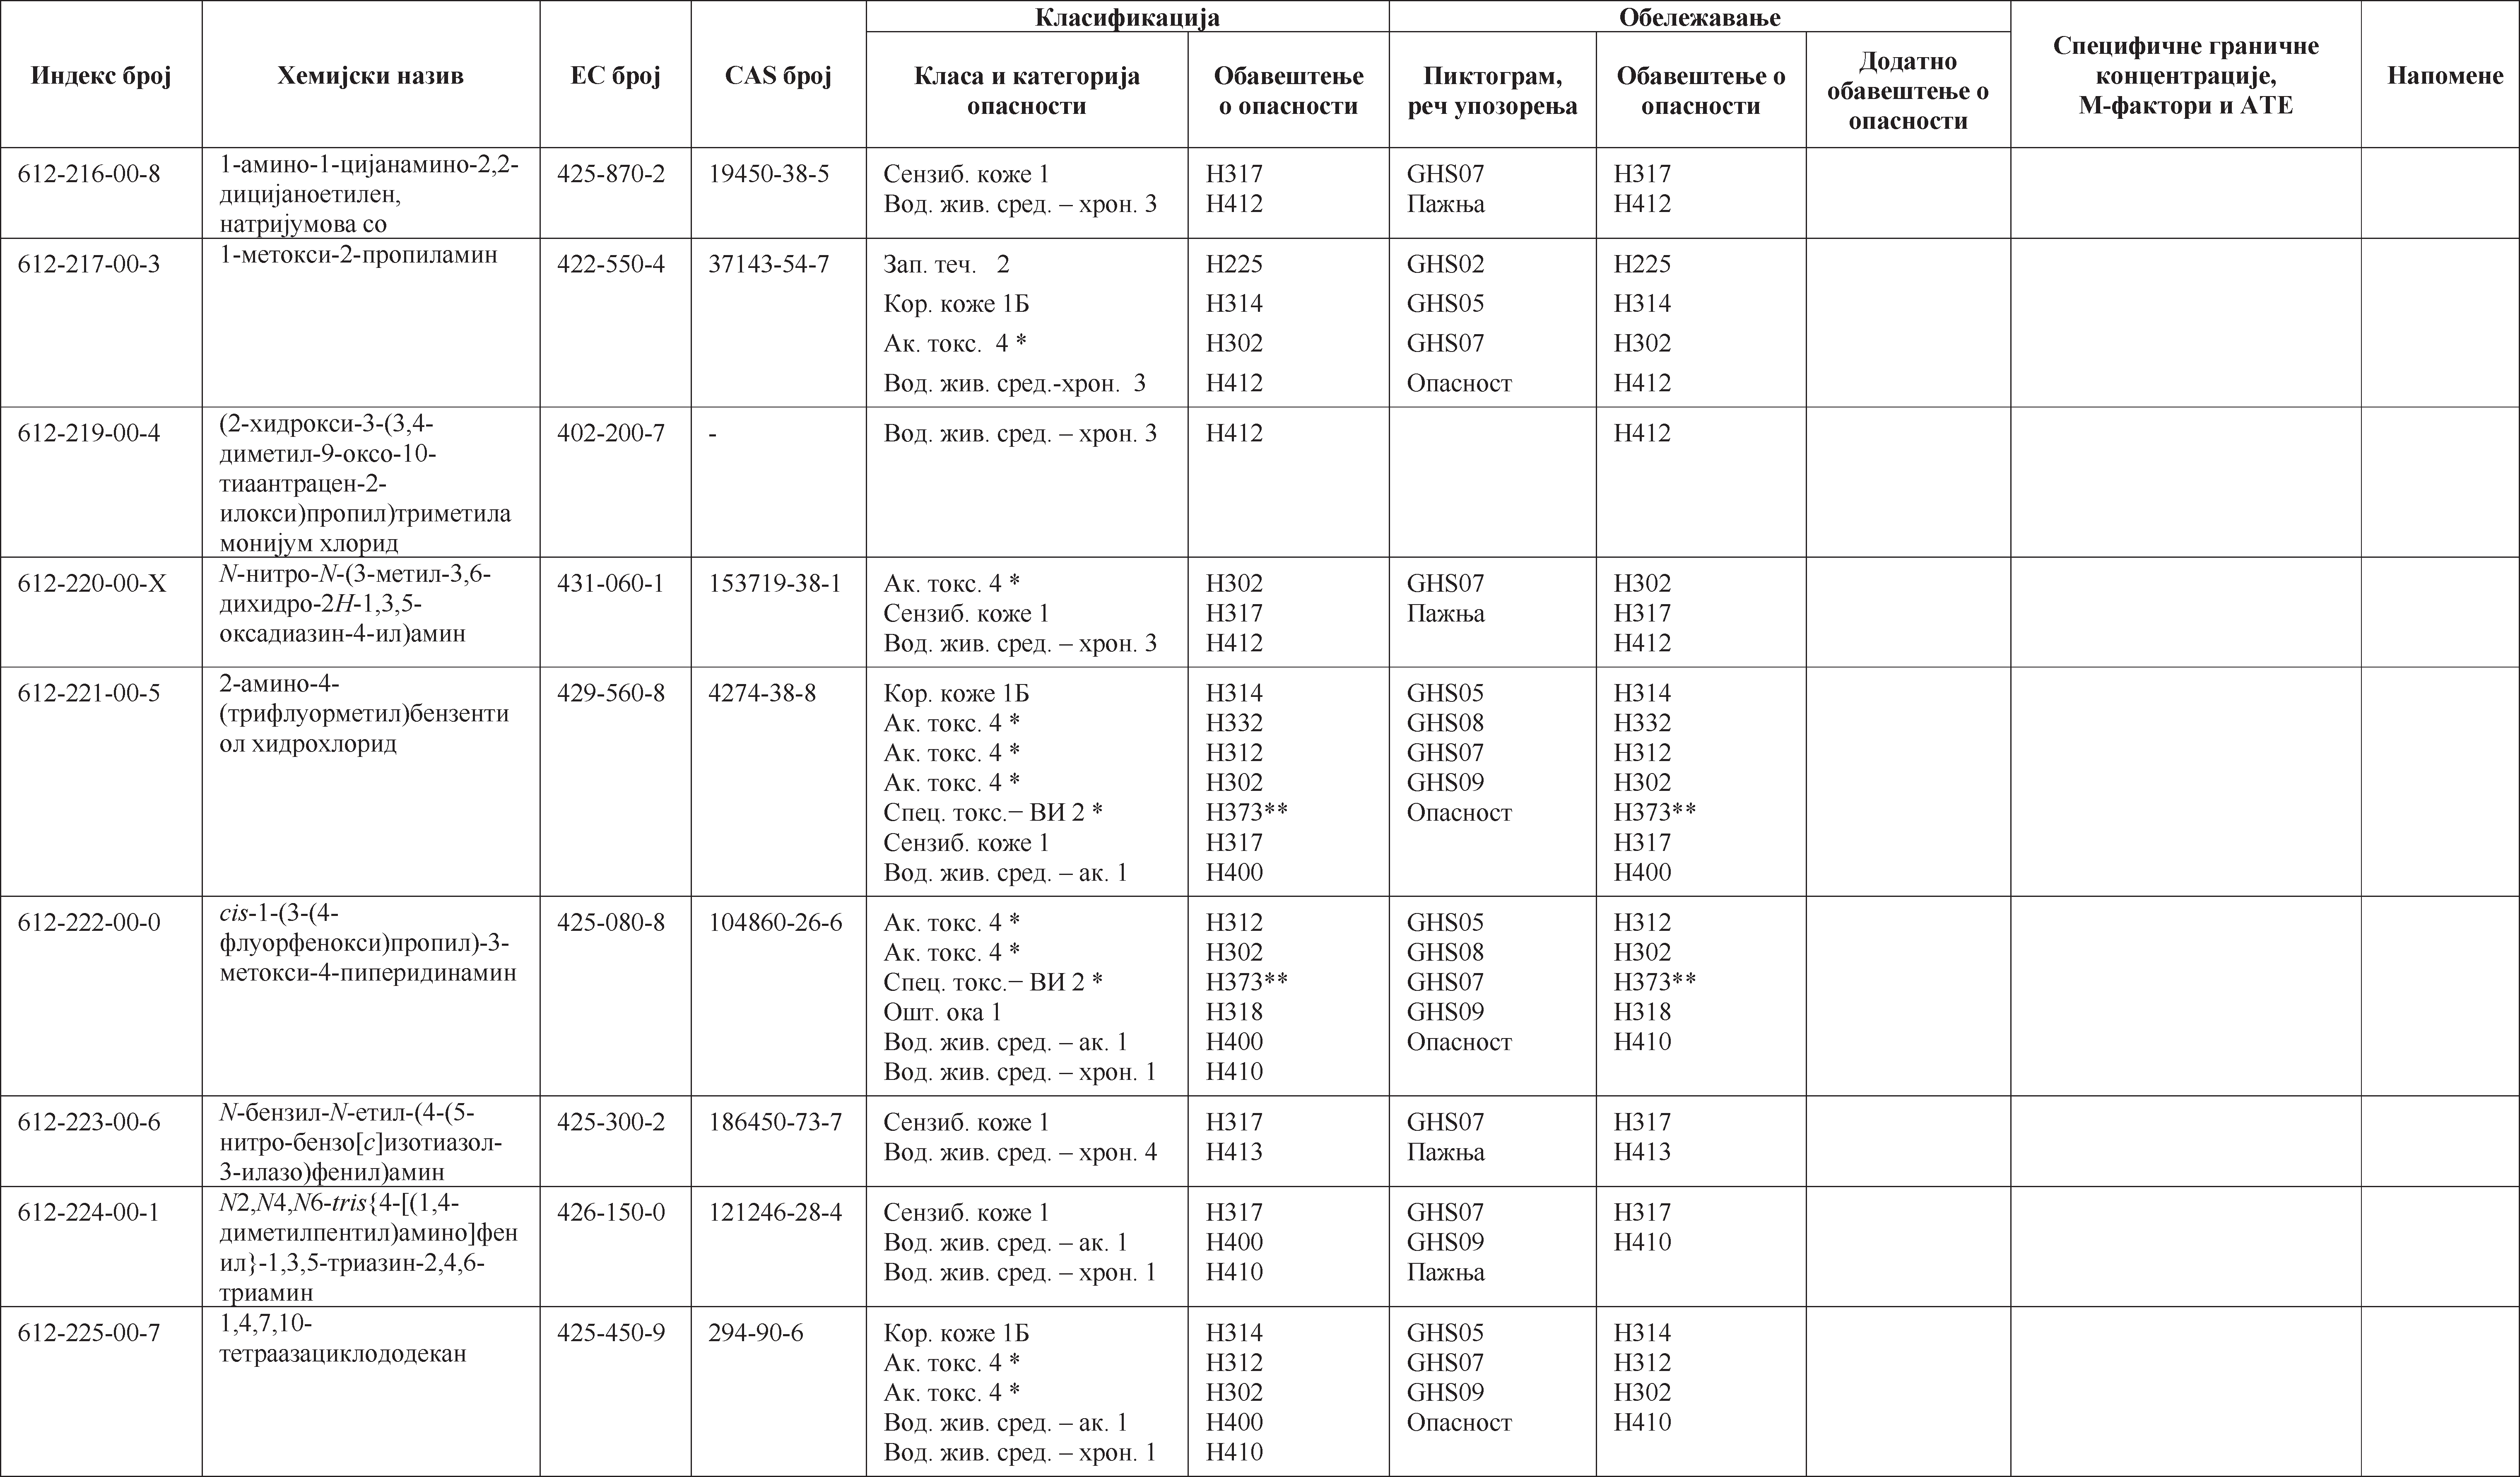 Класификација
Обележавање
Индекс број
Хемијски назив
ЕС број
CAS број
Класа и категорија
опасности
Обавештење
о опасности
Пиктограм,
реч упозорења
Обавештење о
опасности
Додатно
обавештење о
опасности
Специфичне граничне
концентрације,
М-фактори и АТЕ
Напомене
612-216-00-8
1-амино-1-цијанамино-2,2-
дицијаноетилен,
натријумова со
425-870-2
19450-38-5
Сензиб. коже 1
Вод. жив. сред. – хрон. 3
H317
H412
GHS07
Пажња
H317
H412
612-217-00-3
1-метокси-2-пропиламин
422-550-4
37143-54-7
Зап. теч. 2
Кор. коже 1Б
Ак. токс. 4 *
Вод. жив. сред.-хрон. 3
H225
H314
H302
H412
GHS02
GHS05
GHS07
Опасност
H225
H314
H302
H412
612-219-00-4
(2-хидрокси-3-(3,4-
диметил-9-оксо-10-
тиаантрацен-2-
илокси)пропил)триметила
монијум хлорид
402-200-7
-
Вод. жив. сред. – хрон. 3
H412
H412
612-220-00-X
N-нитро-N-(3-метил-3,6-
дихидро-2H-1,3,5-
оксадиазин-4-ил)амин
431-060-1
153719-38-1
Ак. токс. 4 *
Сензиб. коже 1
Вод. жив. сред. – хрон. 3
H302
H317
H412
GHS07
Пажња
H302
H317
H412
612-221-00-5
2-амино-4-
(трифлуорметил)бензенти
ол хидрохлорид
429-560-8
4274-38-8
Кор. коже 1Б
Ак. токс. 4 *
Ак. токс. 4 *
Ак. токс. 4 *
Спец. токс.− ВИ 2 *
Сензиб. коже 1
Вод. жив. сред. – ак. 1
H314
H332
H312
H302
H373**
H317
H400
GHS05
GHS08
GHS07
GHS09
Опасност
H314
H332
H312
H302
H373**
H317
H400
612-222-00-0
cis-1-(3-(4-
флуорфенокси)пропил)-3-
метокси-4-пиперидинамин
425-080-8
104860-26-6
Ак. токс. 4 *
Ак. токс. 4 *
Спец. токс.− ВИ 2 *
Ошт. ока 1
Вод. жив. сред. – ак. 1
Вод. жив. сред. – хрон. 1
H312
H302
H373**
H318
H400
H410
GHS05
GHS08
GHS07
GHS09
Опасност
H312
H302
H373**
H318
H410
612-223-00-6
N-бензил-N-етил-(4-(5-
нитро-бензо[c]изотиазол-
3-илазо)фенил)амин
425-300-2
186450-73-7
Сензиб. коже 1
Вод. жив. сред. – хрон. 4
H317
H413
GHS07
Пажња
H317
H413
612-224-00-1
N2,N4,N6-tris{4-[(1,4-
диметилпентил)амино]фен
ил}-1,3,5-триазин-2,4,6-
триамин
426-150-0
121246-28-4
Сензиб. коже 1
Вод. жив. сред. – ак. 1
Вод. жив. сред. – хрон. 1
H317
H400
H410
GHS07
GHS09
Пажња
H317
H410
612-225-00-7
1,4,7,10-
тетраазациклододекан
425-450-9
294-90-6
Кор. коже 1Б
Ак. токс. 4 *
Ак. токс. 4 *
Вод. жив. сред. – ак. 1
Вод. жив. сред. – хрон. 1
H314
H312
H302
H400
H410
GHS05
GHS07
GHS09
Опасност
H314
H312
H302
H410